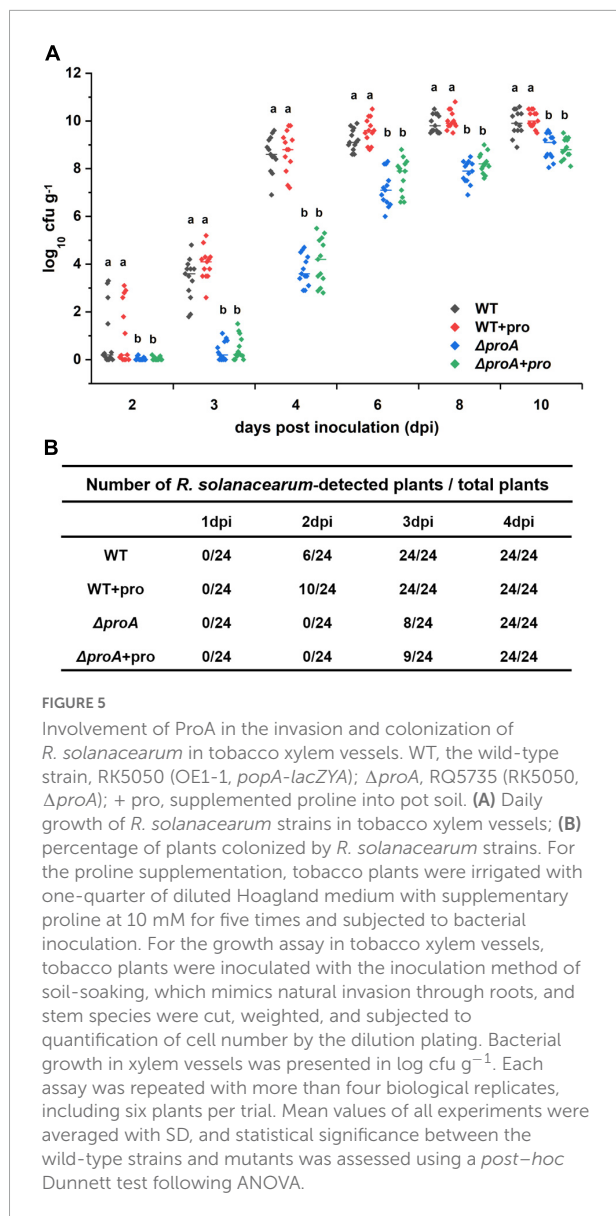 A
12
a a
a a
a a
a a
10
a a
b b
b b
b b
8
a a
6
b b
4
a a
WT
WT+pro
2
b b
ΔproA
b b
ΔproA+pro
0
log10 cfu g-1
2 3 4 6 8 10
days post inoculation (dpi)
B
Number of R. solanacearum-detected plants / total plants
1dpi 2dpi 3dpi 4dpi
WT 0/24 6/24 24/24 24/24
WT+pro 0/24 10/24 24/24 24/24
ΔproA 0/24 0/24 8/24 24/24
ΔproA+pro 0/24 0/24 9/24 24/24
FIGURE 5
Involvement of ProA in the invasion and colonization of
R. solanacearum in tobacco xylem vessels. WT, the wild-type
strain, RK5050 (OE1-1, popA-lacZYA); ΔproA, RQ5735 (RK5050,
ΔproA); + pro, supplemented proline into pot soil. (A) Daily
growth of R. solanacearum strains in tobacco xylem vessels; (B)
percentage of plants colonized by R. solanacearum strains. For
the proline supplementation, tobacco plants were irrigated with
one-quarter of diluted Hoagland medium with supplementary
proline at 10 mM for five times and subjected to bacterial
inoculation. For the growth assay in tobacco xylem vessels,
tobacco plants were inoculated with the inoculation method of
soil-soaking, which mimics natural invasion through roots, and
stem species were cut, weighted, and subjected to
quantification of cell number by the dilution plating. Bacterial
growth in xylem vessels was presented in log cfu g−1. Each
assay was repeated with more than four biological replicates,
including six plants per trial. Mean values of all experiments were
averaged with SD, and statistical significance between the
wild-type strains and mutants was assessed using a post–hoc
Dunnett test following ANOVA.